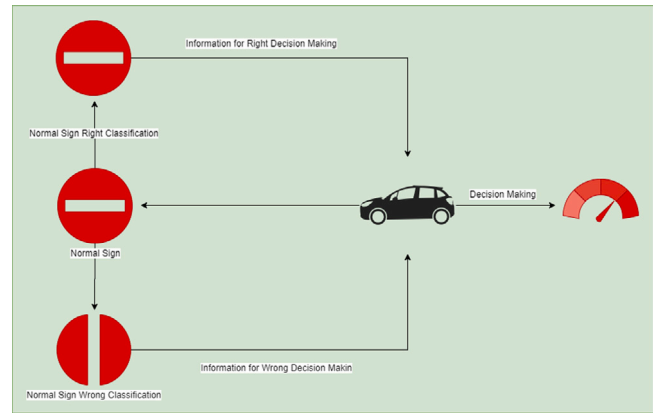 Information for Right Decision Making
Normal Sign Right Classification
Decision Making
Normal Sign
Information for Wrong Decision Makin
Normal Sign Wrong Classification